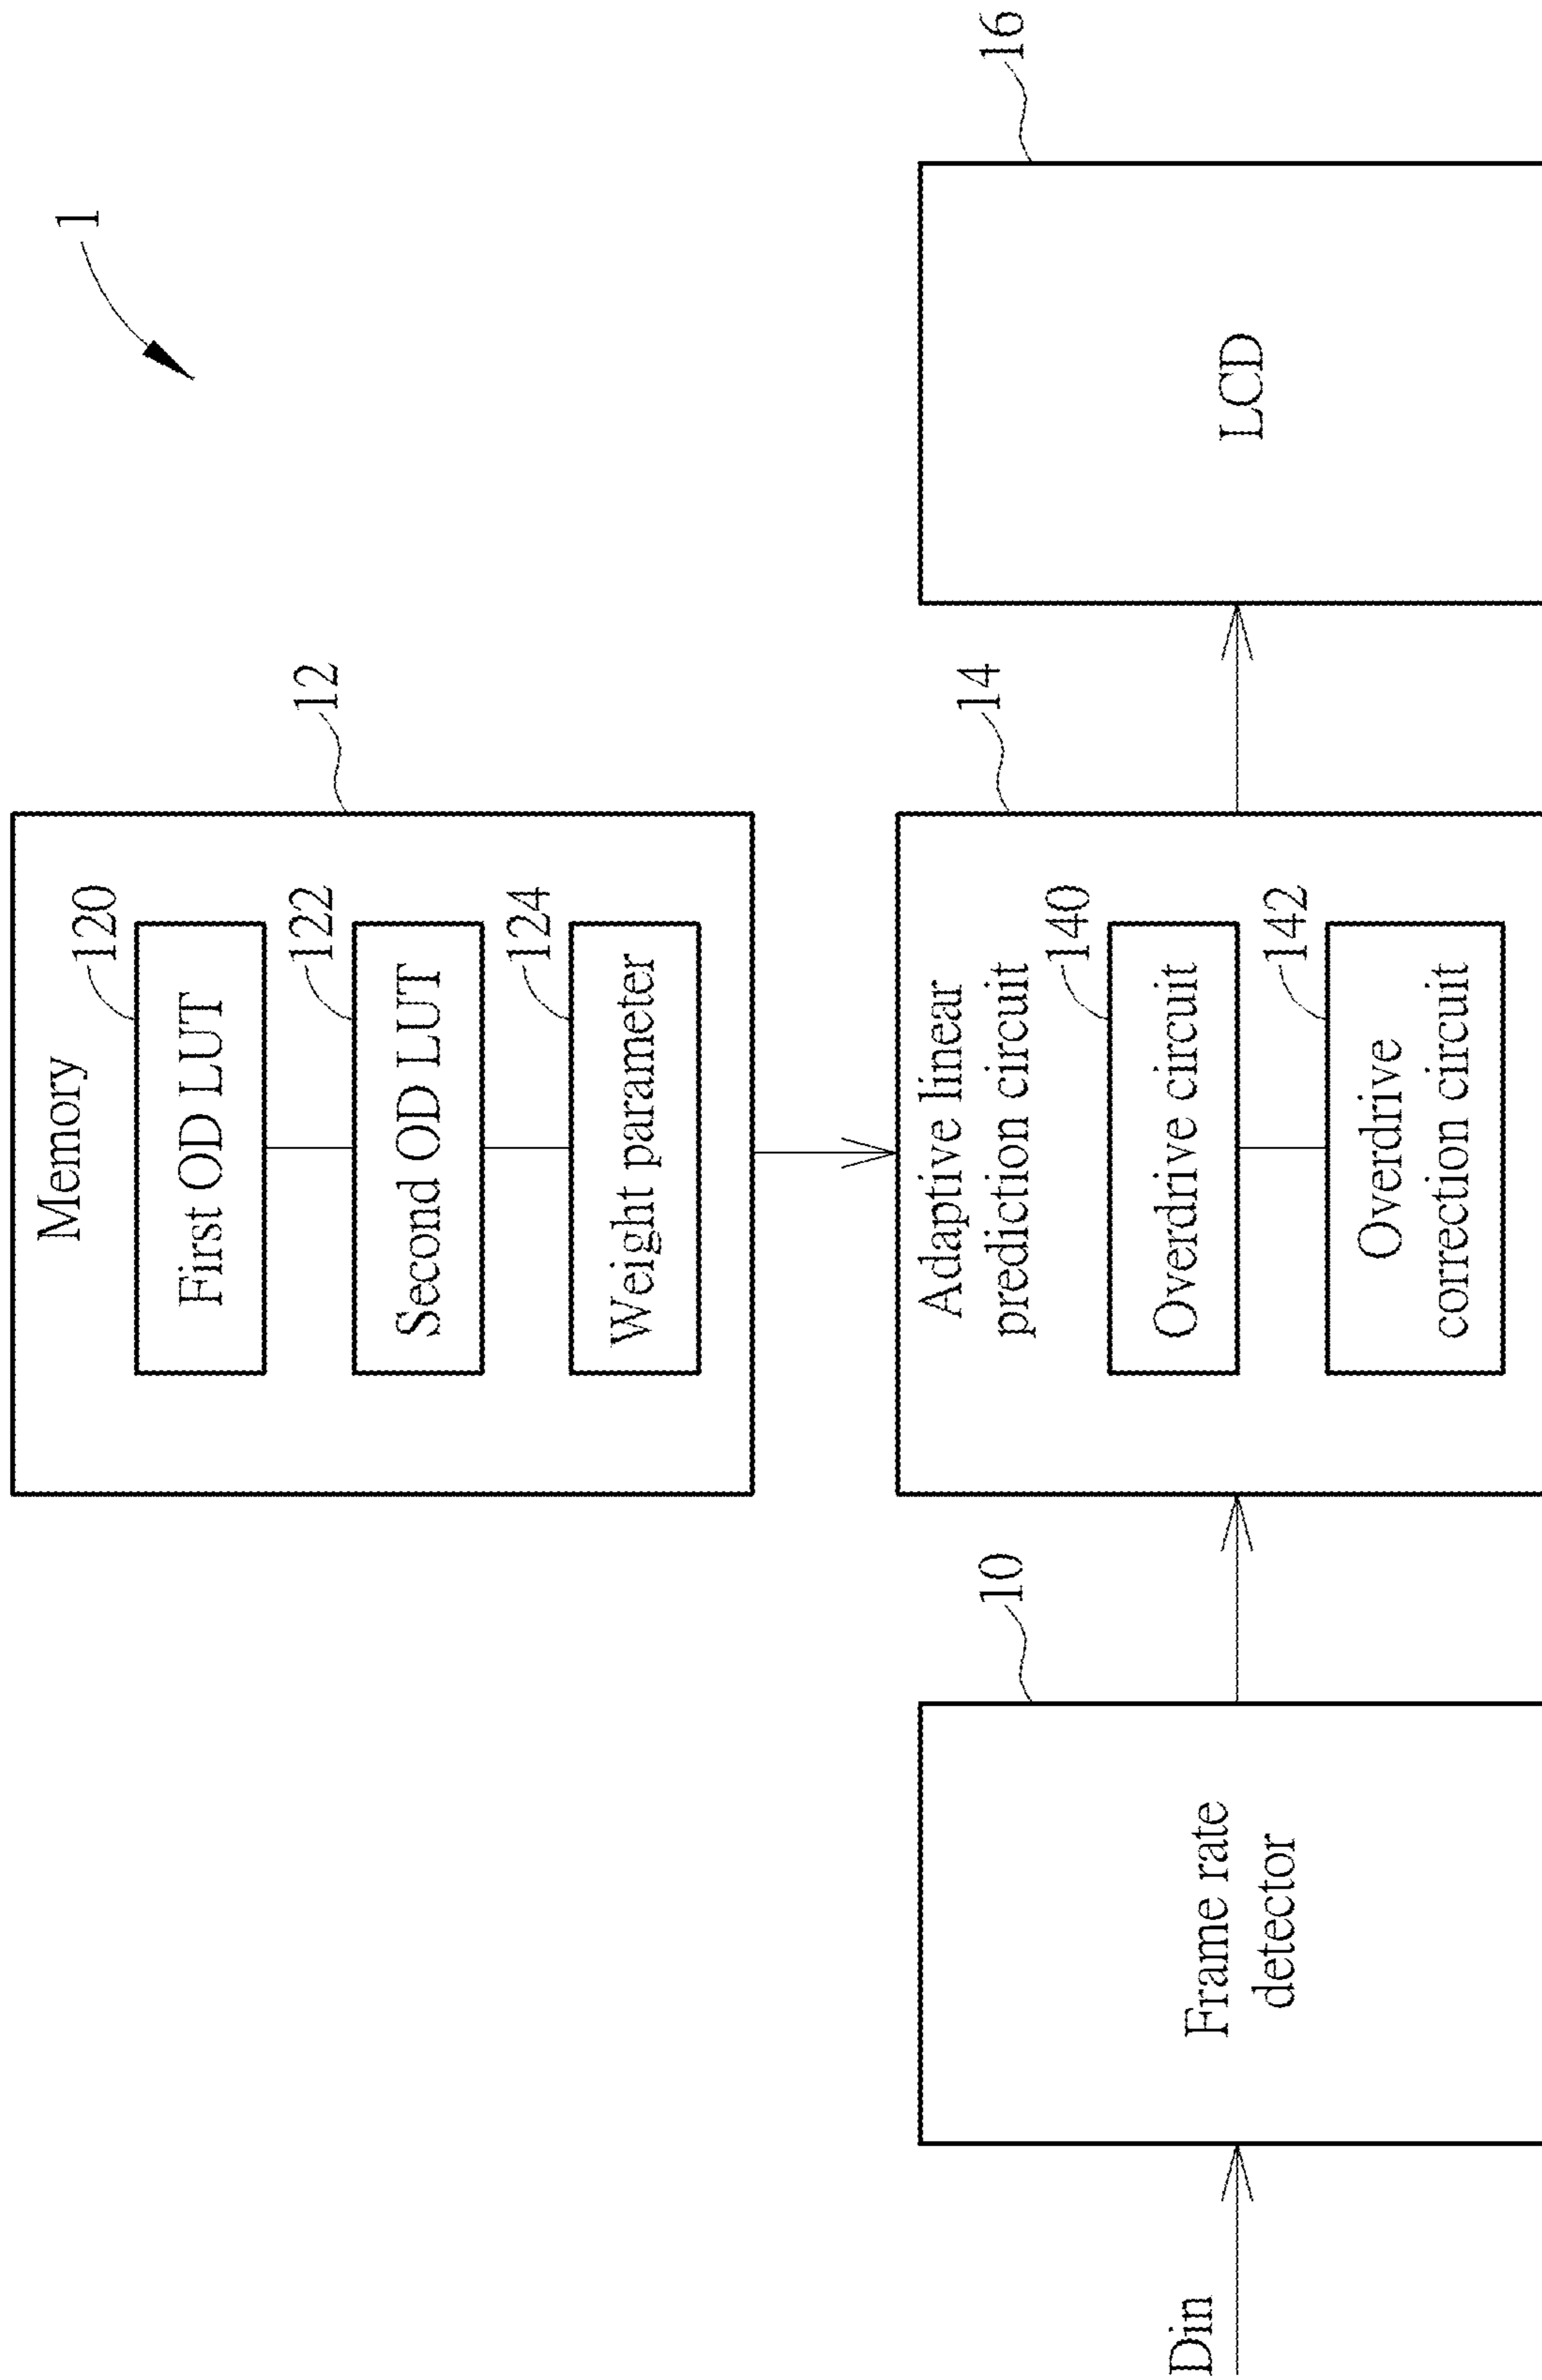 1
12
Memory
120
First OD LUT
122
Second OD LUT
124
Weight parameter
10
14
16
Din
Frame rate
detector
Adaptive linear
prediction circuit
140
Overdrive circuit
142
Overdrive
correction circuit
LCD